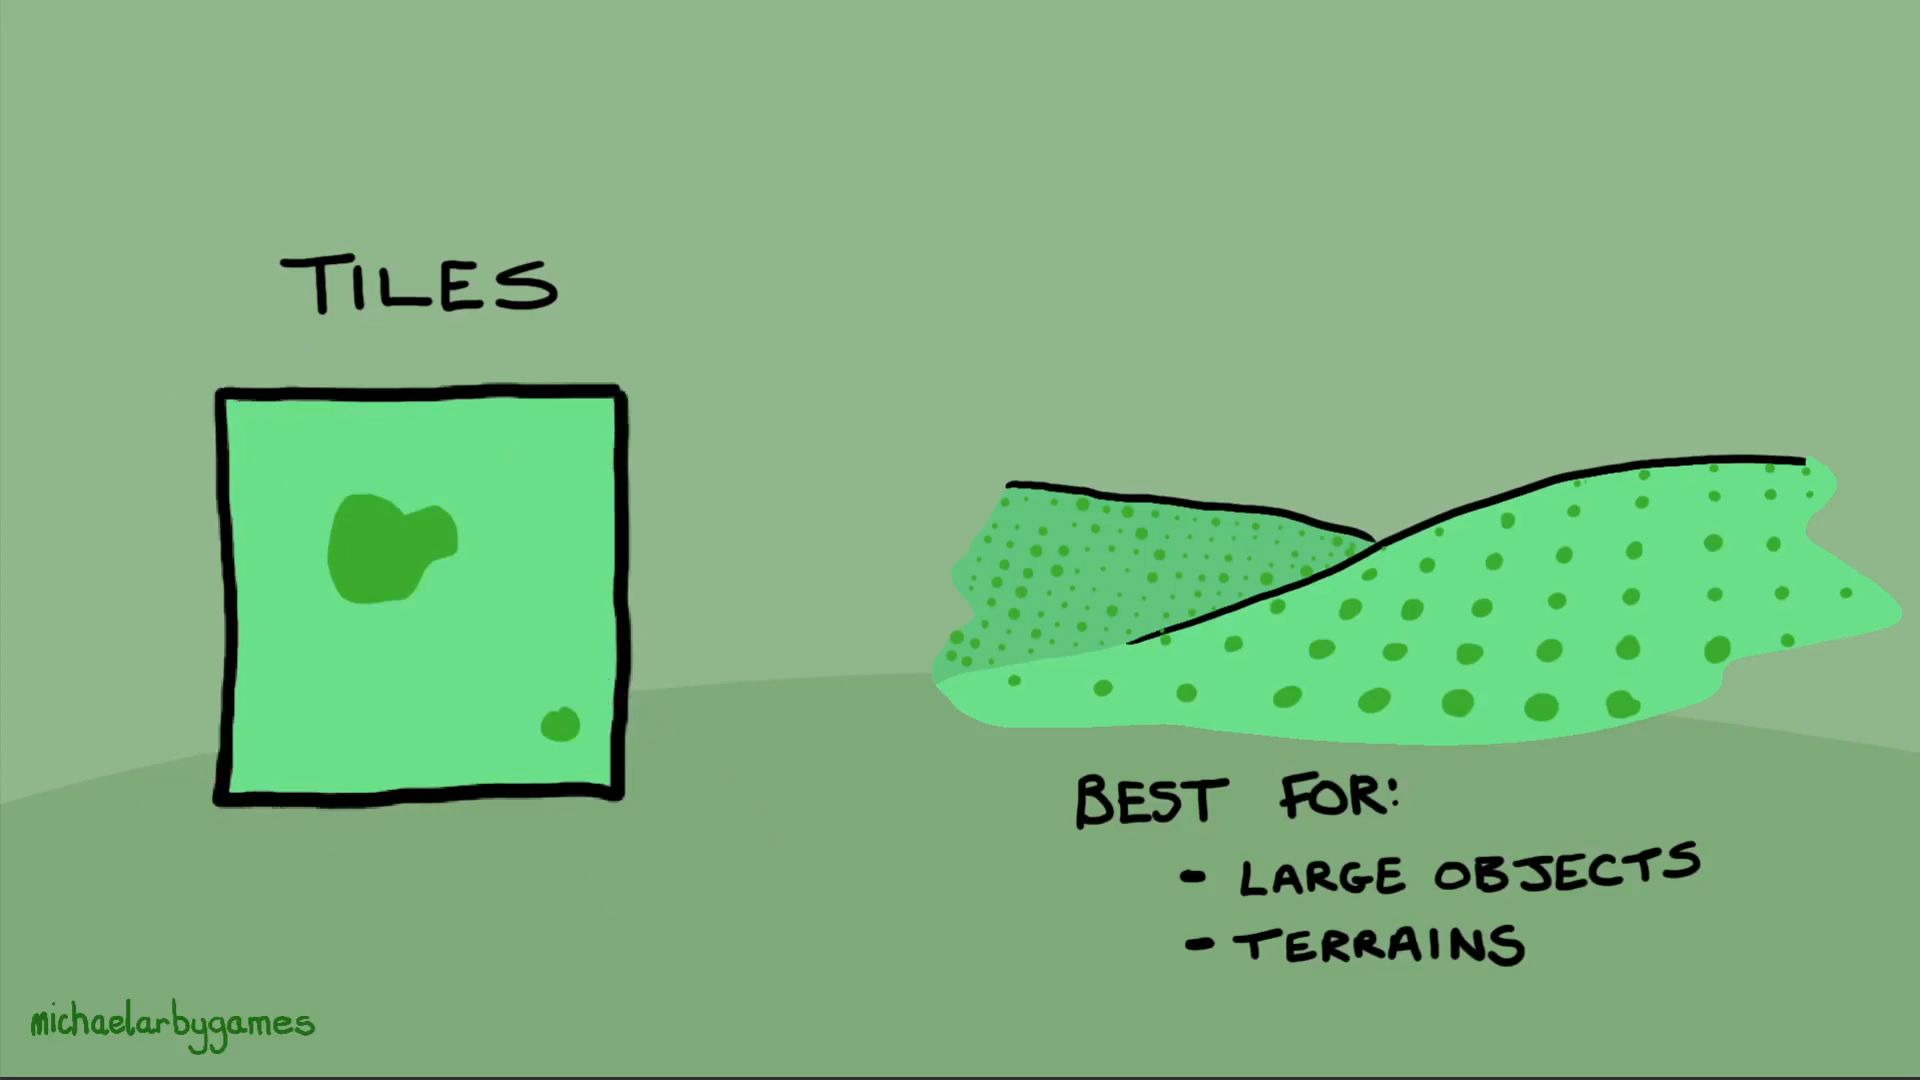 TILES
BEST FOR:
- LARGE OBJECTS
- TERRAINS
michaelarbygames